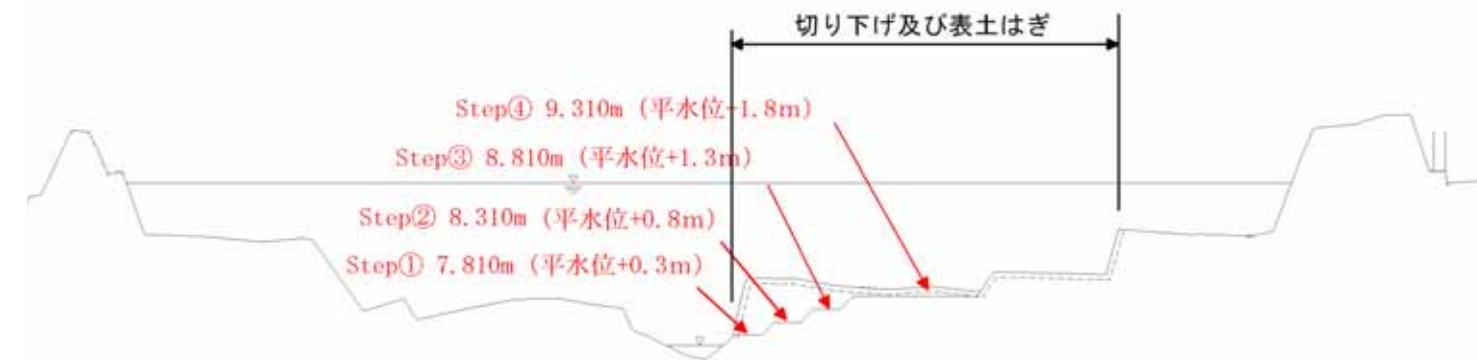 切り下げ及び表土はぎ
Step④ 9.310m (平水位+1.8m)
Step③ 8.810m (平水位+1.3m)
Step② 8.310m (平水位+0.8m)
Step① 7.810m (平水位+0.3m)